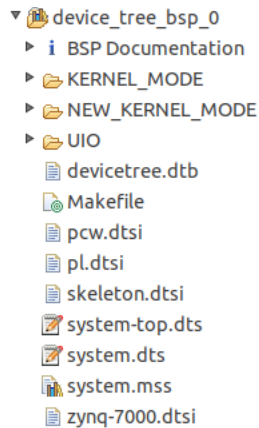 device_tree_bsp_0
BSP Documentation
KERNEL_MODE
NEW_KERNEL_MODE
UIO
devicetree.dtb
Makefile
pcw.dtsi
pl.dtsi
skeleton.dtsi
system-top.dts
system.dts
system.mss
zynq-7000.dtsi